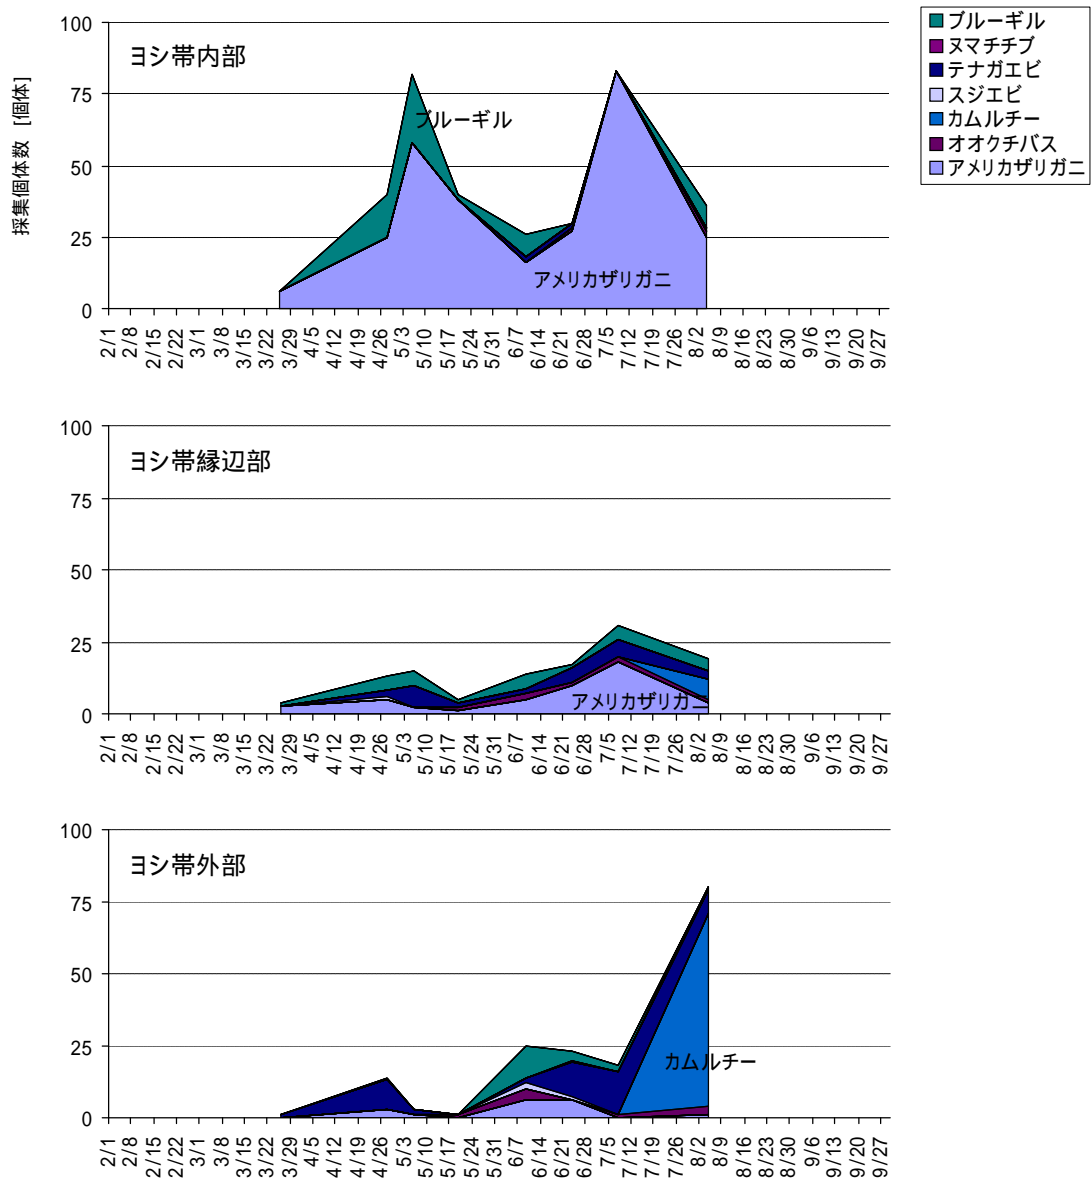 ブルーギル
ヌマチチブ
テナガエビ
スジエビ
カムルチー
オオクチバス
アメリカザリガニ
採集個体数 [個体]
100
75
50
25
0
ヨシ帯内部
ブルーギル
アメリカザリガニ
2/1 2/8 2/15 2/22 3/1 3/8 3/15 3/22 3/29 4/5 4/12 4/19 4/26 5/3 5/10 5/17 5/24 5/31 6/7 6/14 6/21 6/28 7/5 7/12 7/19 7/26 8/2 8/9 8/16 8/23 8/30 9/6 9/13 9/20 9/27
100
75
50
25
0
ヨシ帯縁辺部
アメリカザリガニ
2/1 2/8 2/15 2/22 3/1 3/8 3/15 3/22 3/29 4/5 4/12 4/19 4/26 5/3 5/10 5/17 5/24 5/31 6/7 6/14 6/21 6/28 7/5 7/12 7/19 7/26 8/2 8/9 8/16 8/23 8/30 9/6 9/13 9/20 9/27
100
75
50
25
0
ヨシ帯外部
カムルチー
2/1 2/8 2/15 2/22 3/1 3/8 3/15 3/22 3/29 4/5 4/12 4/19 4/26 5/3 5/10 5/17 5/24 5/31 6/7 6/14 6/21 6/28 7/5 7/12 7/19 7/26 8/2 8/9 8/16 8/23 8/30 9/6 9/13 9/20 9/27